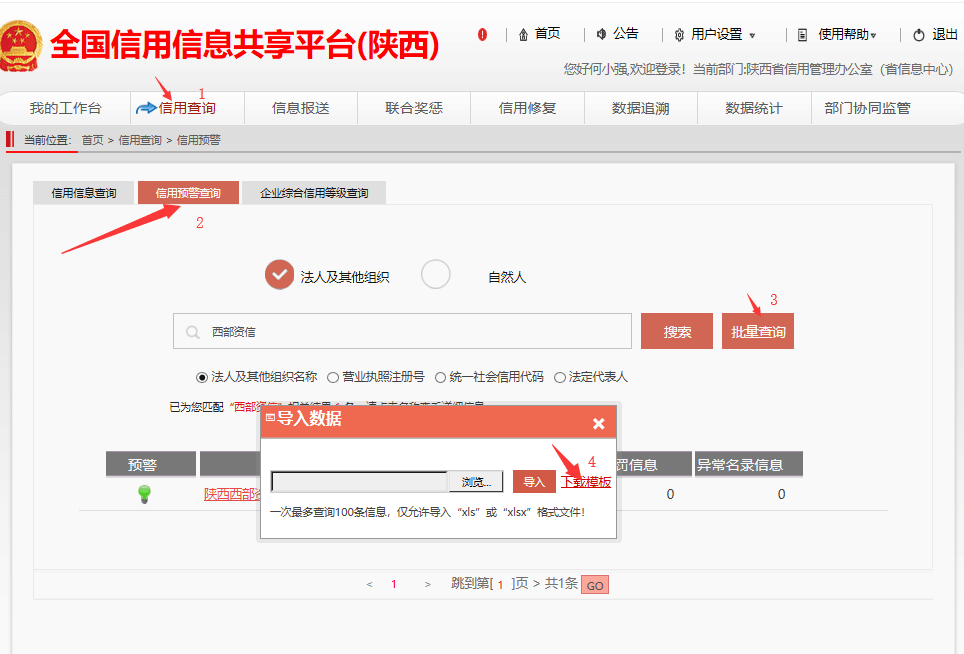 全国信用信息共享平台(陕西)
首页 公告 用户设置 使用帮助 退出
您好何小强,欢迎登录! 当前部门:陕西省信用管理办公室（省信息中心）
1
我的工作台 信用查询 信息报送 联合奖惩 信用修复 数据追溯 数据统计 部门协同监管
当前位置: 首页 > 信用查询 > 信用预警
信用信息查询 信用预警查询 企业综合信用等级查询
2
法人及其他组织 自然人
3
西部资信 搜索 批量查询
法人及其他组织名称 营业执照注册号 统一社会信用代码 法定代表人
已为您匹配 “西部资信”
导入数据
预警 罚信息 异常名录信息
4
浏览... 导入 下载模板
陕西西部资 0 0
一次最多查询100条信息，仅允许导入“xls”或“xlsx”格式文件!
< 1 > 跳到第[ 1 ]页 > 共1条 GO